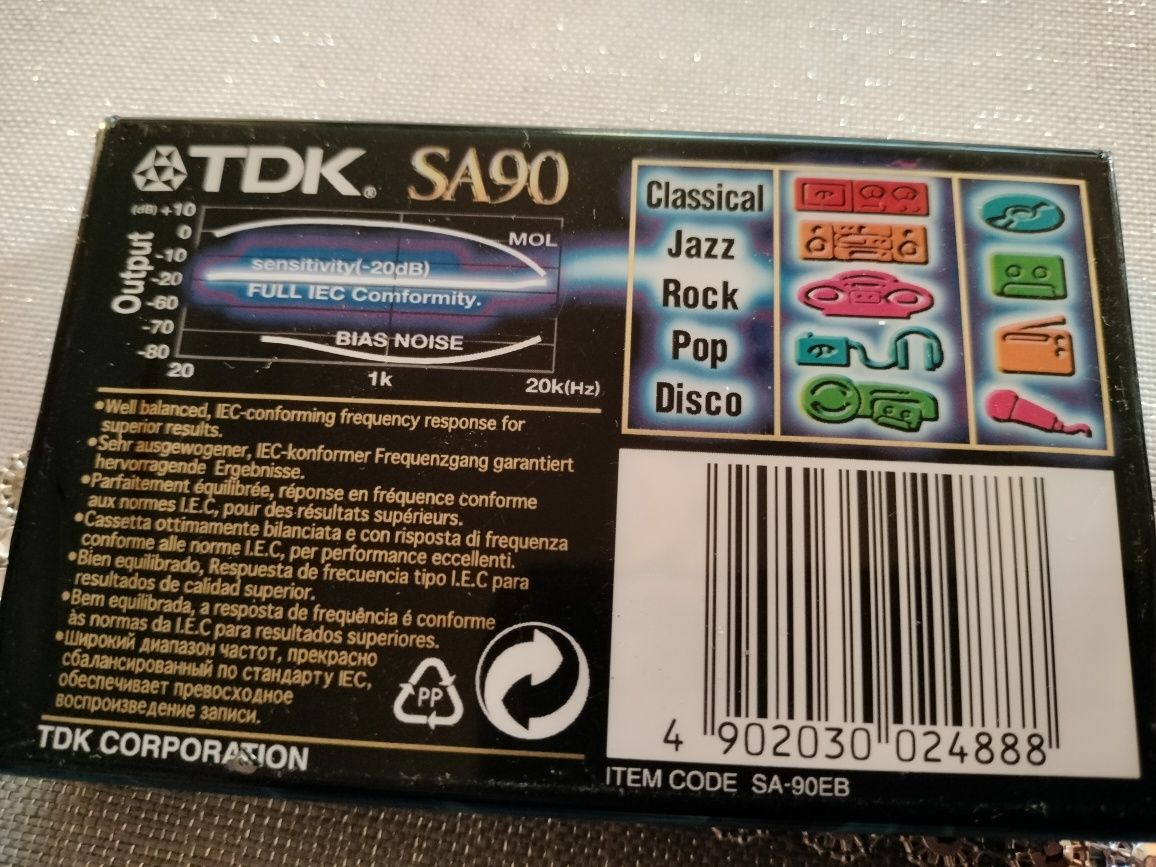 TDK® SA90
(dB) +10
0
-10
-20
-60
-70
-80
Output
MOL
sensitivity(-20dB)
FULL IEC Comformity.
BIAS NOISE
20 1k 20k(Hz)
Classical
Jazz
Rock
Pop
Disco
•Well balanced, IEC-conforming frequency response for
superior results.
•Sehr ausgewogener, IEC-konformer Frequenzgang garantiert
hervorragende Ergebnisse.
•Parfaitement équilibrée, réponse en fréquence conforme
aux normes I.E.C, pour des résultats supérieurs.
•Cassetta ottimamente bilanciata e con risposta di frequenza
conforme alle norme I.E.C, per performance eccellenti.
•Bien equilibrado, Respuesta de frecuencia tipo I.E.C para
resultados de calidad superior.
•Bem equilibrada, a resposta de frequência é conforme
às normas da I.E.C para resultados superiores.
•Широкий диапазон частот, прекрасно
сбалансированный по стандарту IEC,
обеспечивает превосходное
воспроизведение записи.
PP
TDK CORPORATION
4 902030 024888
ITEM CODE SA-90EB